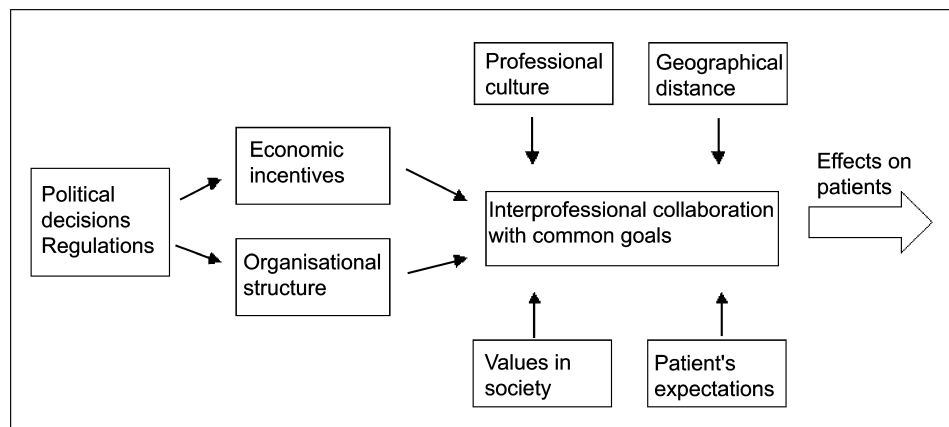 Political
decisions
Regulations
Economic
incentives
Organisational
structure
Professional
culture
Geographical
distance
Interprofessional collaboration
with common goals
Values in
society
Patient's
expectations
Effects on
patients